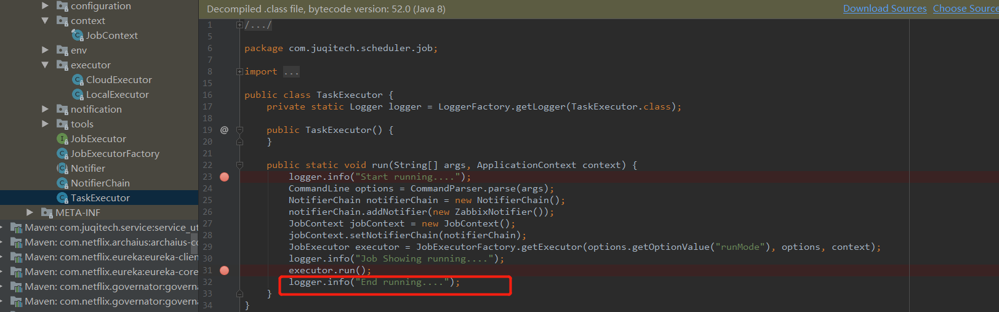 configuration
context
JobContext
env
executor
CloudExecutor
LocalExecutor
notification
tools
JobExecutor
JobExecutorFactory
Notifier
NotifierChain
TaskExecutor
META-INF
Maven: com.juqitech.service:service_ut
Maven: com.netflix.archaius:archaius-co
Maven: com.netflix.eureka:eureka-clien
Maven: com.netflix.eureka:eureka-core
Maven: com.netflix.governator:governa
Maven: com.netflix.governator:governa
Decompiled .class file, bytecode version: 52.0 (Java 8) Download Sources Choose Source
1 /.../
5
6 package com.juqitech.scheduler.job;
7
8 import ...
15
16 public class TaskExecutor {
17 private static Logger logger = LoggerFactory.getLogger(TaskExecutor.class);
18
19 @ public TaskExecutor() {
20 }
21
22 public static void run(String[] args, ApplicationContext context) {
23 logger.info("Start running....");
24 CommandLine options = CommandParser.parse(args);
25 NotifierChain notifierChain = new NotifierChain();
26 notifierChain.addNotifier(new ZabbixNotifier());
27 JobContext jobContext = new JobContext();
28 jobContext.setNotifierChain(notifierChain);
29 JobExecutor executor = JobExecutorFactory.getExecutor(options.getOptionValue("runMode"), options, context);
30 logger.info("Job Showing running....");
31 executor.run();
32 logger.info("End running....");
33 }
34 }